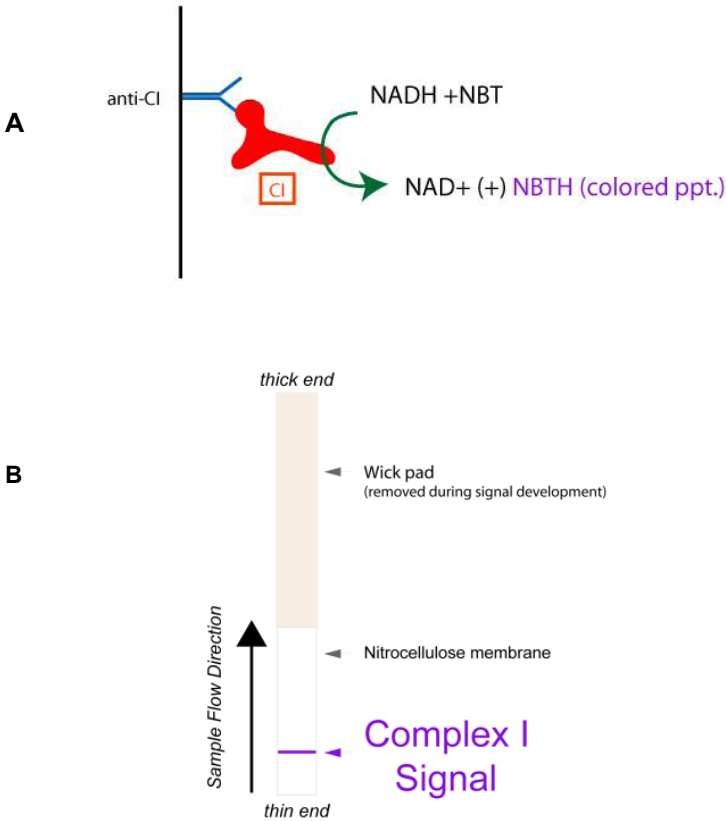 A
anti-CI
NADH +NBT
CI
NAD+ (+) NBTH (colored ppt.)
B
thick end
Wick pad
(removed during signal development)
Sample Flow Direction
Nitrocellulose membrane
Complex I
Signal
thin end